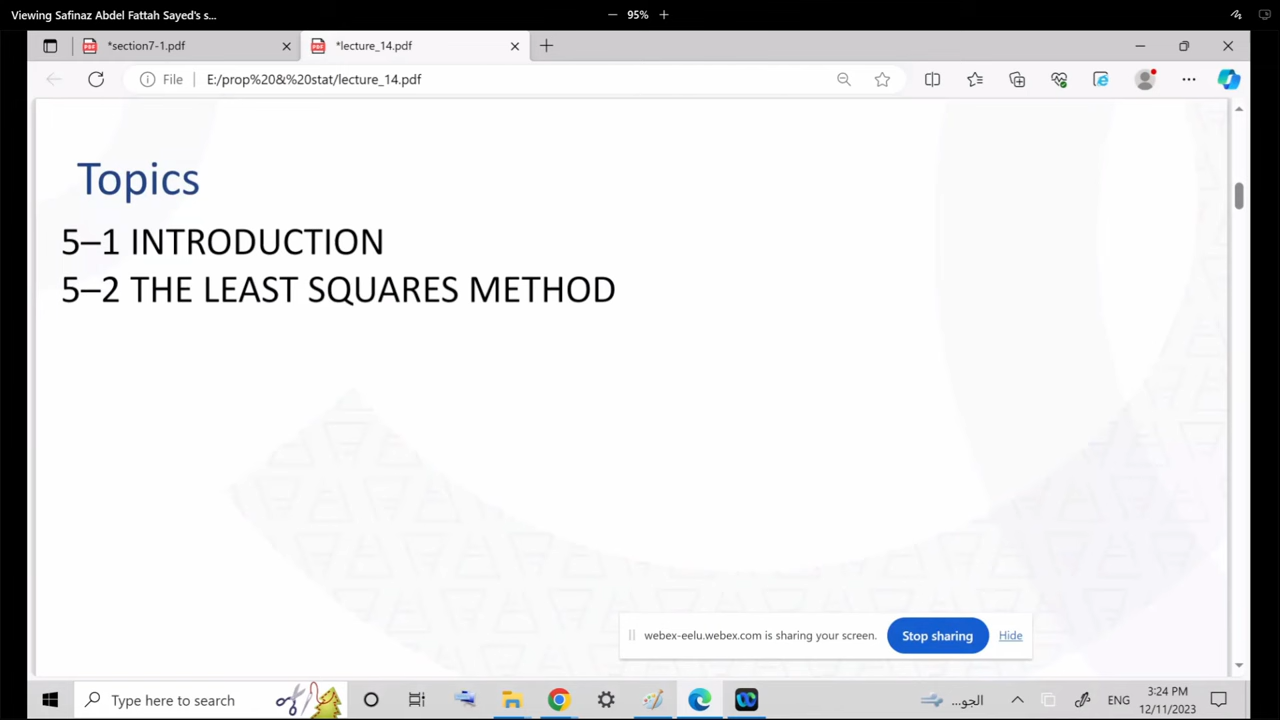 Viewing Safinaz Abdel Fattah Sayed's s...
95%
*section7-1.pdf
*lecture_14.pdf
File
E:/prop%20&%20stat/lecture_14.pdf
Topics
5–1 INTRODUCTION
5–2 THE LEAST SQUARES METHOD
webex-eelu.webex.com is sharing your screen.
Stop sharing
Hide
Type here to search
الجو...
ENG
3:24 PM
12/11/2023